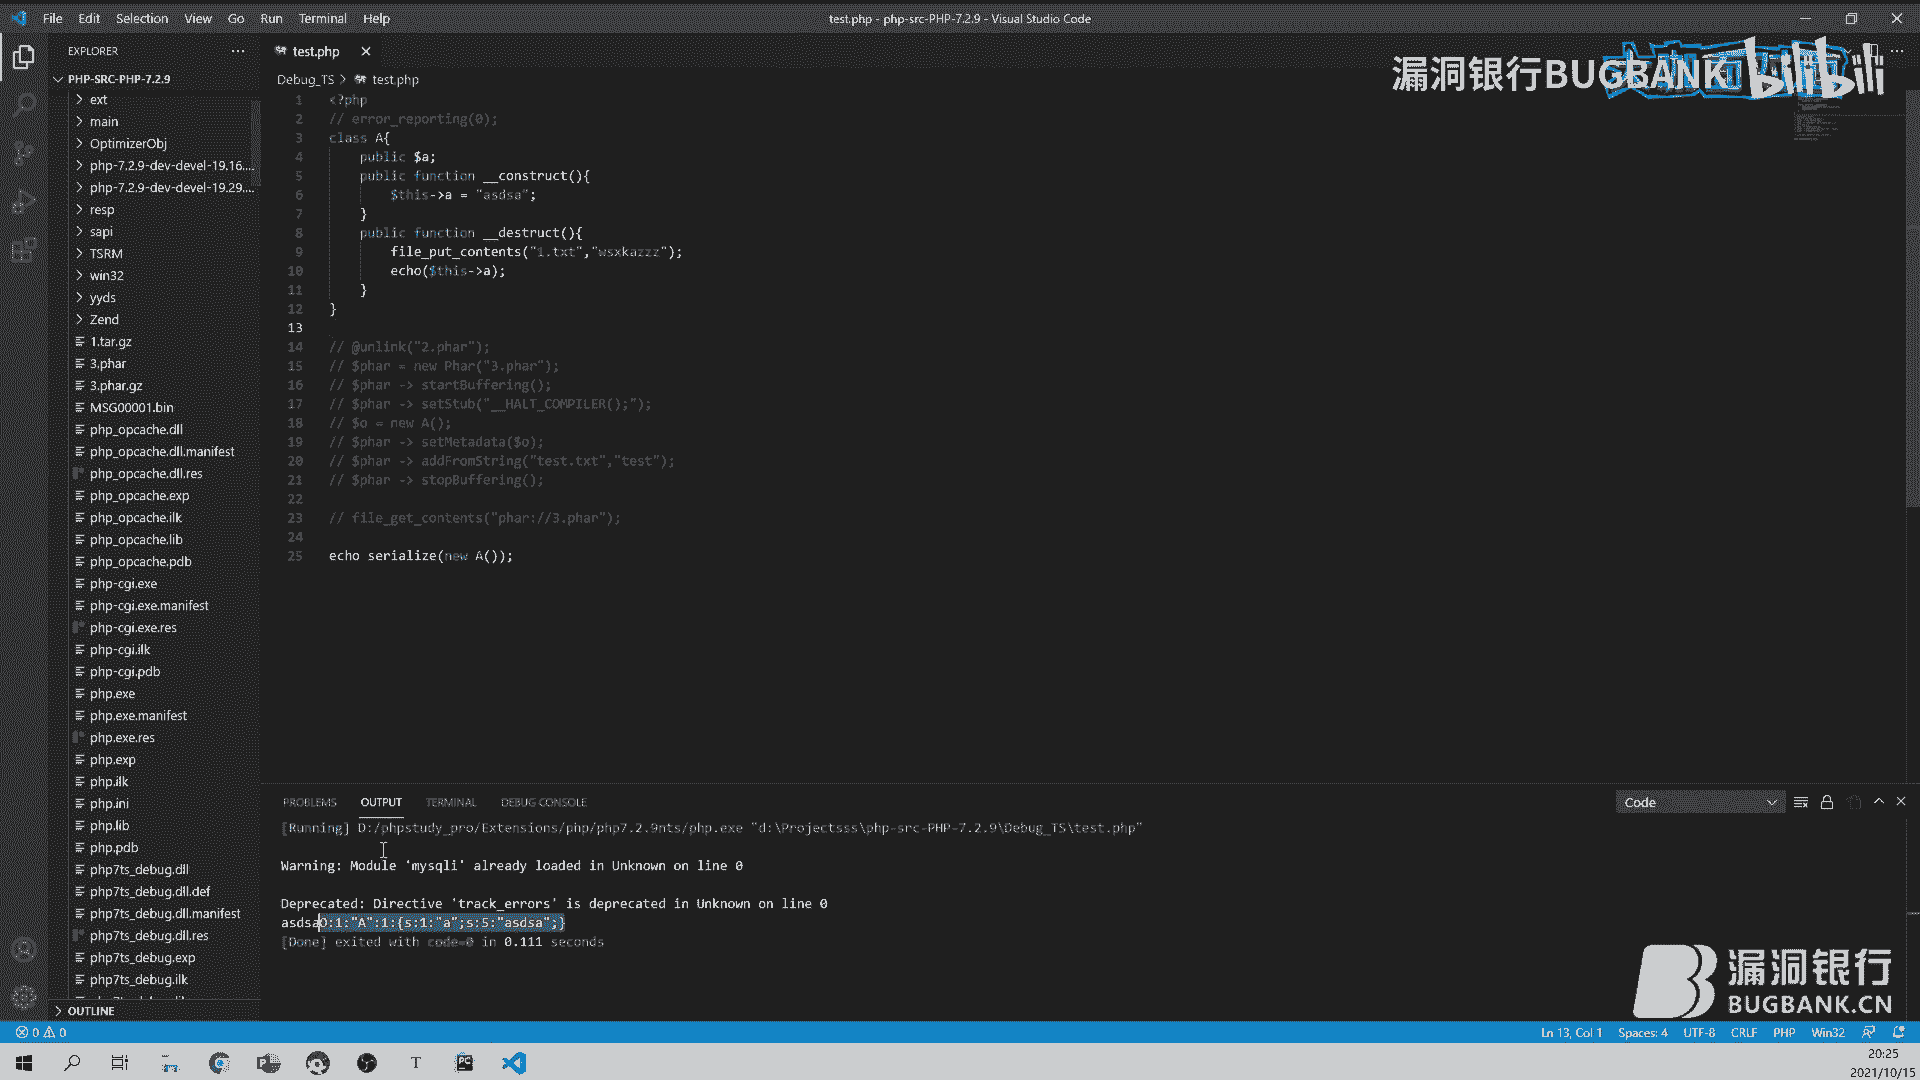 File Edit Selection View Go Run Terminal Help
test.php - php-src-PHP-7.2.9 - Visual Studio Code
EXPLORER
PHP-SRC-PHP-7.2.9
ext
main
OptimizerObj
php-7.2.9-dev-devel-19.16....
php-7.2.9-dev-devel-19.29....
resp
sapi
TSRM
win32
yyds
Zend
1.tar.gz
3.phar
3.phar.gz
MSG00001.bin
php_opcache.dll
php_opcache.dll.manifest
php_opcache.dll.res
php_opcache.exp
php_opcache.ilk
php_opcache.lib
php_opcache.pdb
php-cgi.exe
php-cgi.exe.manifest
php-cgi.exe.res
php-cgi.ilk
php-cgi.pdb
php.exe
php.exe.manifest
php.exe.res
php.exp
php.ilk
php.ini
php.lib
php.pdb
php7ts_debug.dll
php7ts_debug.dll.def
php7ts_debug.dll.manifest
php7ts_debug.dll.res
php7ts_debug.exp
php7ts_debug.ilk
OUTLINE
test.php
Debug_TS > test.php
漏洞银行BUGBANK bilibili
1 <?php
2 // error_reporting(0);
3 class A{
4 public $a;
5 public function __construct(){
6 $this->a = "asdsa";
7 }
8 public function __destruct(){
9 file_put_contents("1.txt","wsxkazzz");
10 echo($this->a);
11 }
12 }
13
14 // @unlink("2.phar");
15 // $phar = new Phar("3.phar");
16 // $phar -> startBuffering();
17 // $phar -> setStub("__HALT_COMPILER();");
18 // $o = new A();
19 // $phar -> setMetadata($o);
20 // $phar -> addFromString("test.txt","test");
21 // $phar -> stopBuffering();
22
23 // file_get_contents("phar://3.phar");
24
25 echo serialize(new A());
PROBLEMS OUTPUT TERMINAL DEBUG CONSOLE
Code
[Running] D:/phpstudy_pro/Extensions/php/php7.2.9nts/php.exe "d:\Projectsss\php-src-PHP-7.2.9\Debug_TS\test.php"
Warning: Module 'mysqli' already loaded in Unknown on line 0
Deprecated: Directive 'track_errors' is deprecated in Unknown on line 0
asdsaO:1:"A":1:{s:1:"a";s:5:"asdsa";}
[Done] exited with code=0 in 0.111 seconds
漏洞银行
BUGBANK.CN
0 0
Ln 13, Col 1 Spaces: 4 UTF-8 CRLF PHP Win32
20:25
2021/10/15